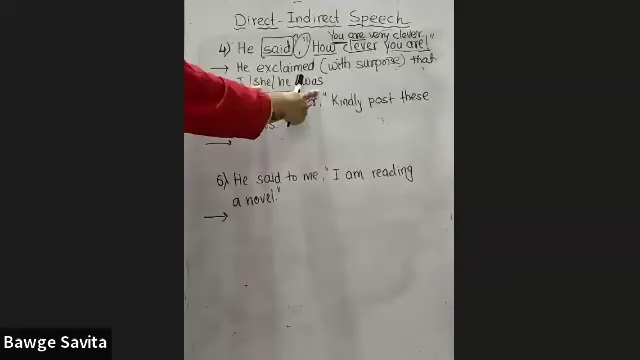 Direct-Indirect Speech
You are very clever
4) He said, "How clever you are!"
→ He exclaimed (with surprise) that
I/she/he was
," Kindly post these
→
6) He said to me, "I am reading
a novel."
→
Bawge Savita